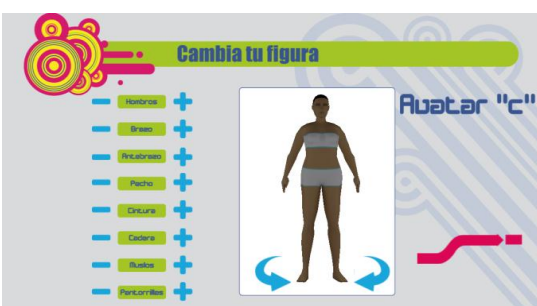 Cambia tu figura
Avatar "c"
Hombros
Brazo
Antebrazo
Pecho
Cintura
Cadera
Muslos
Pantorrillas